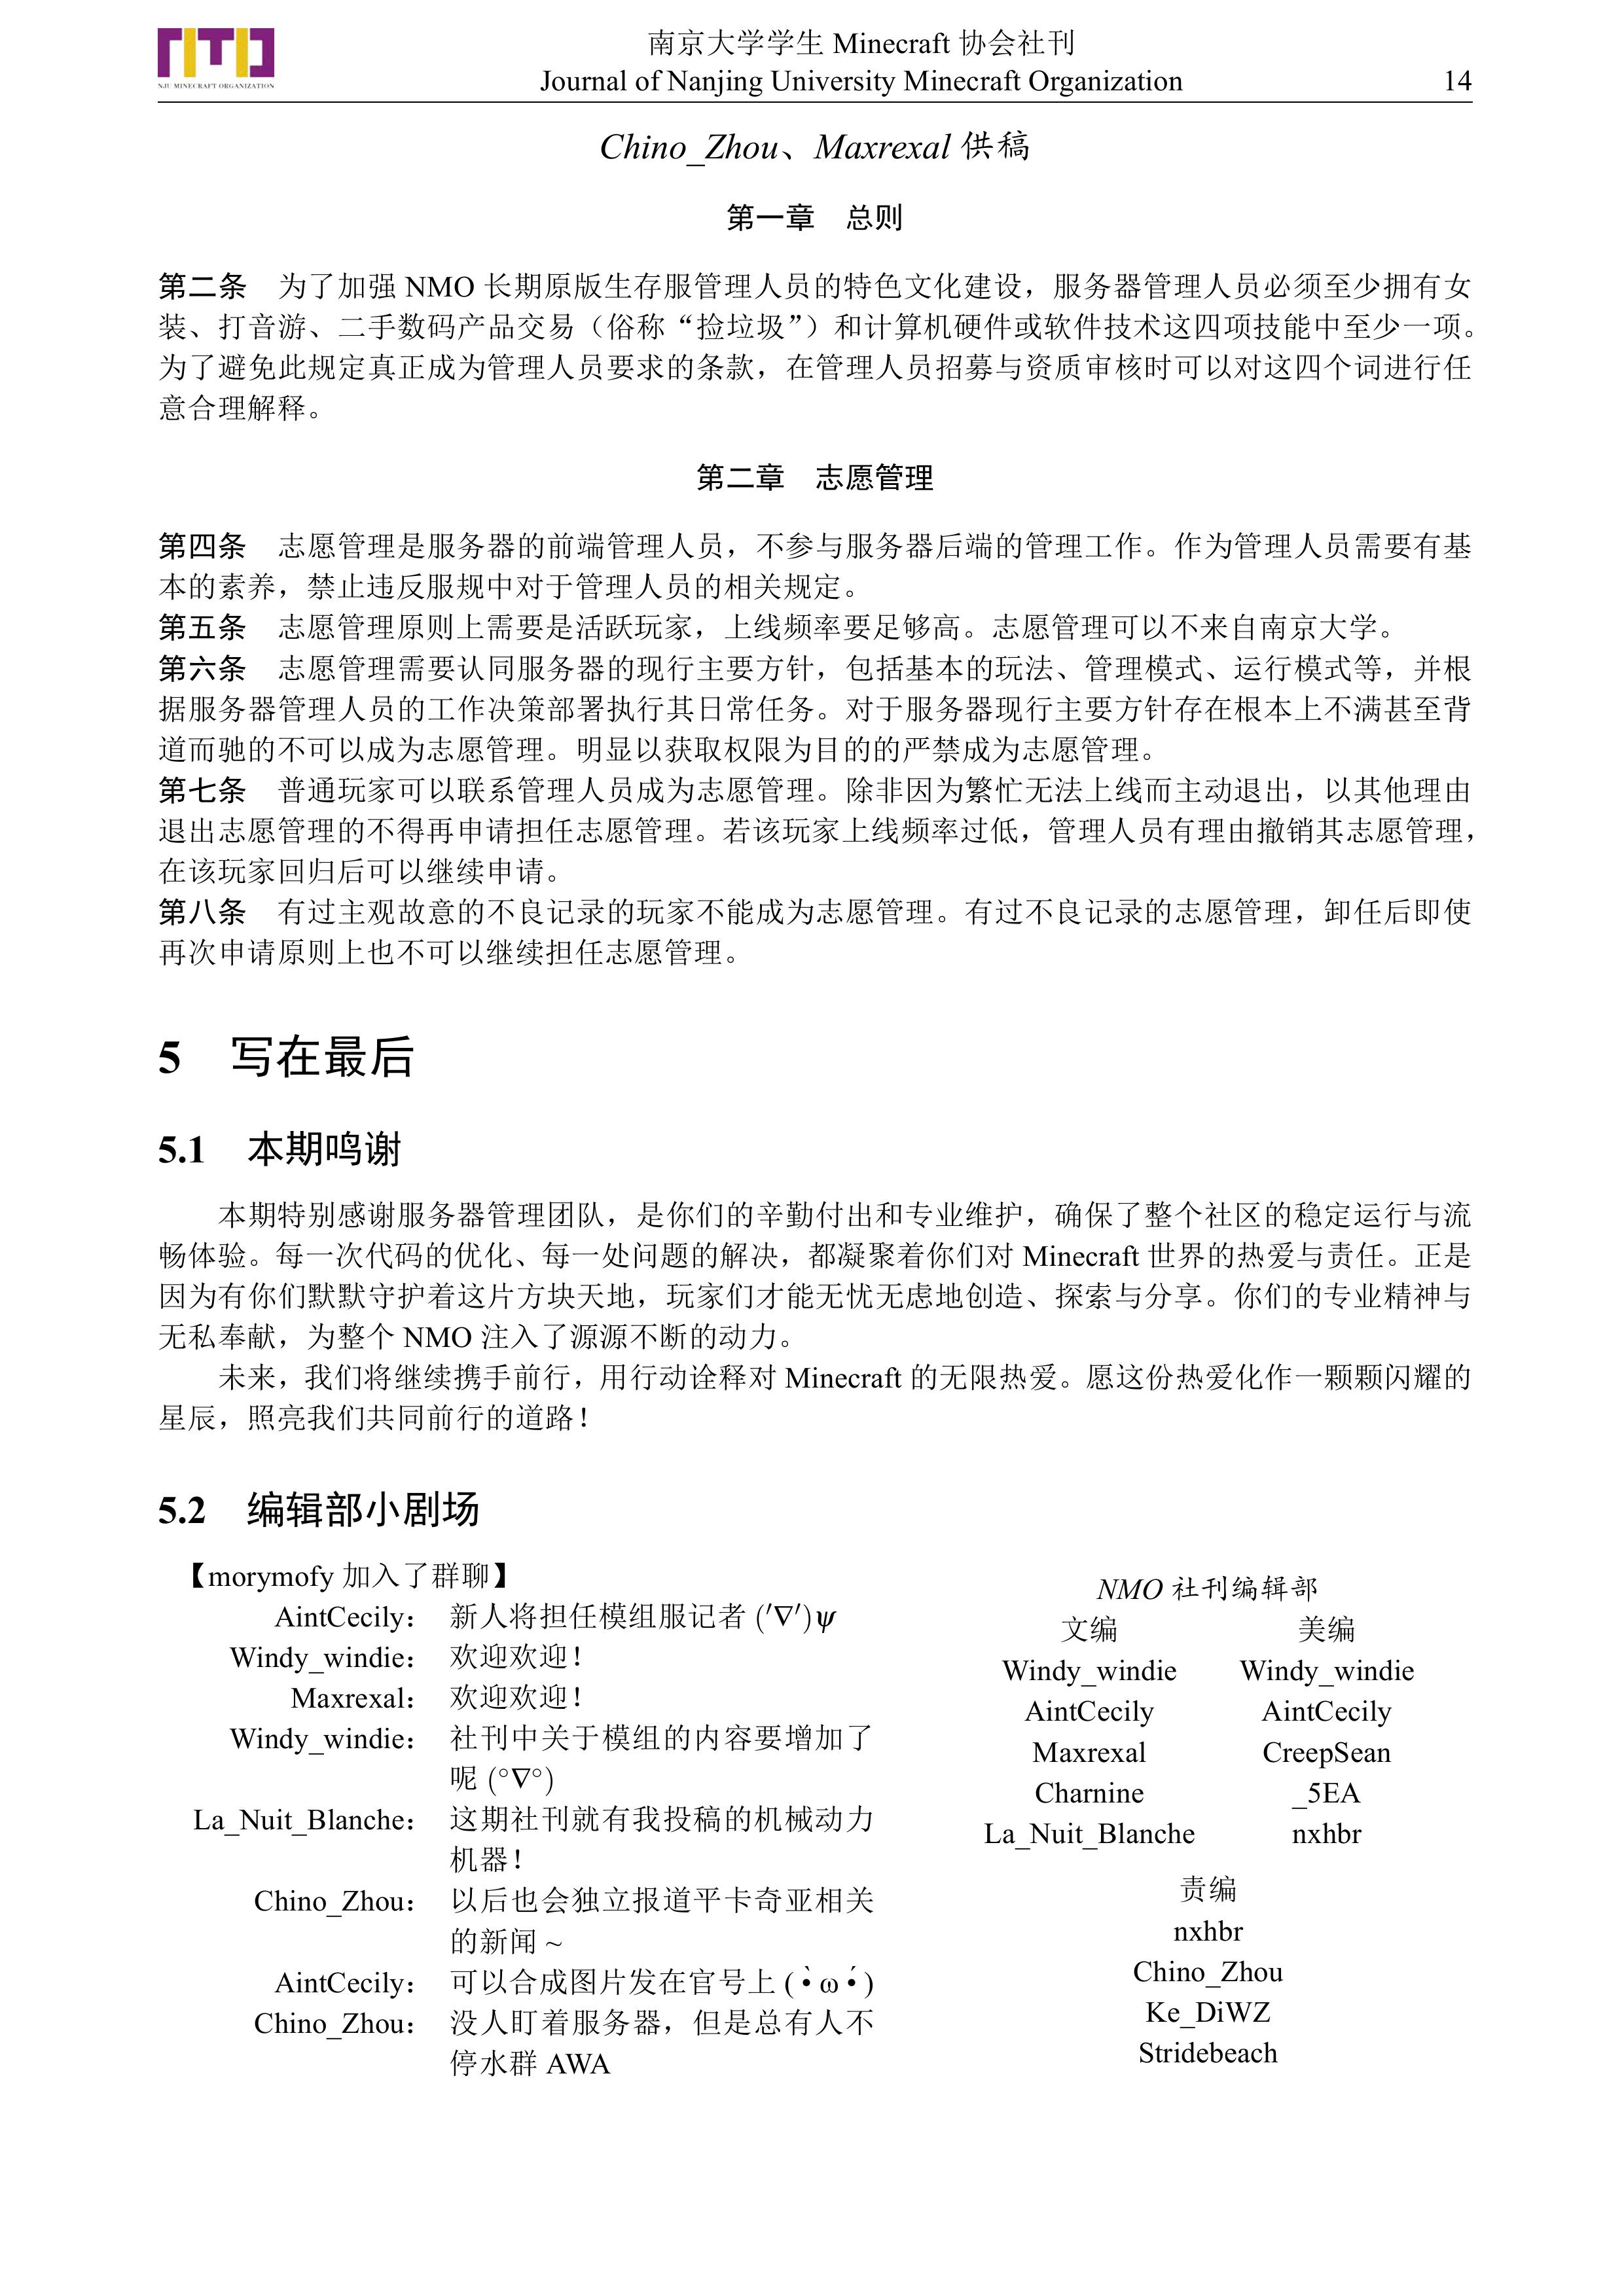 NJU MINECRAFT ORGANIZATION
南京大学学生 Minecraft 协会社刊
Journal of Nanjing University Minecraft Organization
14
Chino_Zhou、Maxrexal 供稿
第一章 总则
第二条 为了加强 NMO 长期原版生存服管理人员的特色文化建设，服务器管理人员必须至少拥有女
装、打音游、二手数码产品交易（俗称“捡垃圾”）和计算机硬件或软件技术这四项技能中至少一项。
为了避免此规定真正成为管理人员要求的条款，在管理人员招募与资质审核时可以对这四个词进行任
意合理解释。
第二章 志愿管理
第四条 志愿管理是服务器的前端管理人员，不参与服务器后端的管理工作。作为管理人员需要有基
本的素养，禁止违反服规中对于管理人员的相关规定。
第五条 志愿管理原则上需要是活跃玩家，上线频率要足够高。志愿管理可以不来自南京大学。
第六条 志愿管理需要认同服务器的现行主要方针，包括基本的玩法、管理模式、运行模式等，并根
据服务器管理人员的工作决策部署执行其日常任务。对于服务器现行主要方针存在根本上不满甚至背
道而驰的不可以成为志愿管理。明显以获取权限为目的的严禁成为志愿管理。
第七条 普通玩家可以联系管理人员成为志愿管理。除非因为繁忙无法上线而主动退出，以其他理由
退出志愿管理的不得再申请担任志愿管理。若该玩家上线频率过低，管理人员有理由撤销其志愿管理，
在该玩家回归后可以继续申请。
第八条 有过主观故意的不良记录的玩家不能成为志愿管理。有过不良记录的志愿管理，卸任后即使
再次申请原则上也不可以继续担任志愿管理。
5 写在最后
5.1 本期鸣谢
本期特别感谢服务器管理团队，是你们的辛勤付出和专业维护，确保了整个社区的稳定运行与流
畅体验。每一次代码的优化、每一处问题的解决，都凝聚着你们对 Minecraft 世界的热爱与责任。正是
因为有你们默默守护着这片方块天地，玩家们才能无忧无虑地创造、探索与分享。你们的专业精神与
无私奉献，为整个 NMO 注入了源源不断的动力。
未来，我们将继续携手前行，用行动诠释对 Minecraft 的无限热爱。愿这份热爱化作一颗颗闪耀的
星辰，照亮我们共同前行的道路！
5.2 编辑部小剧场
【morymofy 加入了群聊】
AintCecily： 新人将担任模组服记者 (′∇′)ψ
Windy_windie： 欢迎欢迎！
Maxrexal： 欢迎欢迎！
Windy_windie： 社刊中关于模组的内容要增加了
呢 (°∇°)
La_Nuit_Blanche： 这期社刊就有我投稿的机械动力
机器！
Chino_Zhou： 以后也会独立报道平卡奇亚相关
的新闻 ~
AintCecily： 可以合成图片发在官号上 (•̀ω•́)
Chino_Zhou： 没人盯着服务器，但是总有人不
停水群 AWA
NMO 社刊编辑部
文编 美编
Windy_windie Windy_windie
AintCecily AintCecily
Maxrexal CreepSean
Charnine _5EA
La_Nuit_Blanche nxhbr
责编
nxhbr
Chino_Zhou
Ke_DiWZ
Stridebeach